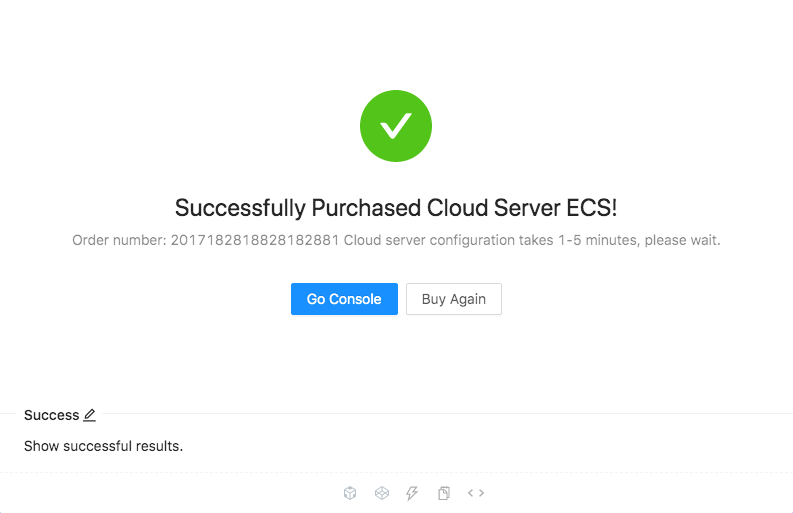 Successfully Purchased Cloud Server ECS!
Order number: 2017182818828182881 Cloud server configuration takes 1-5 minutes, please wait.
Go Console Buy Again
Success
Show successful results.